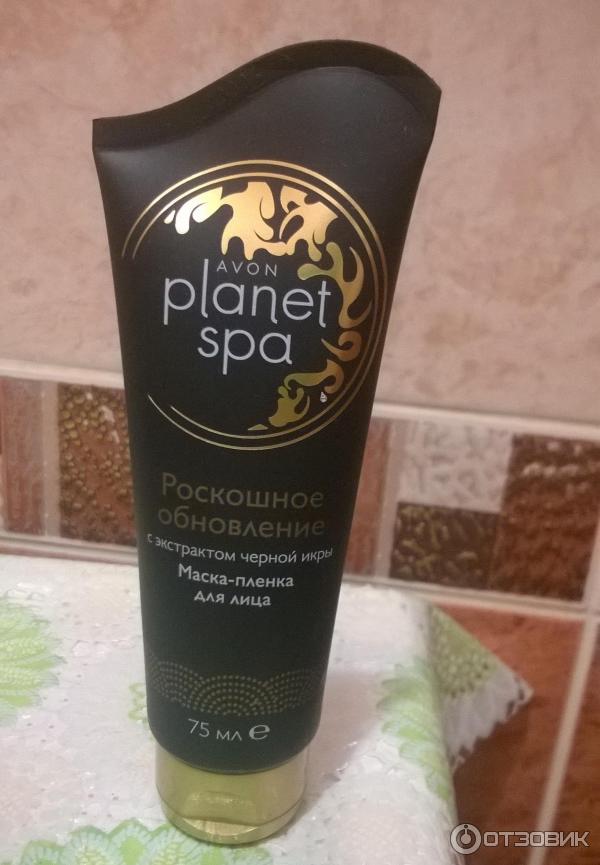 AVON
planet
spa
Роскошное
обновление
с экстрактом черной икры
Маска-пленка
для лица
75 мл e
ОТЗОВИК